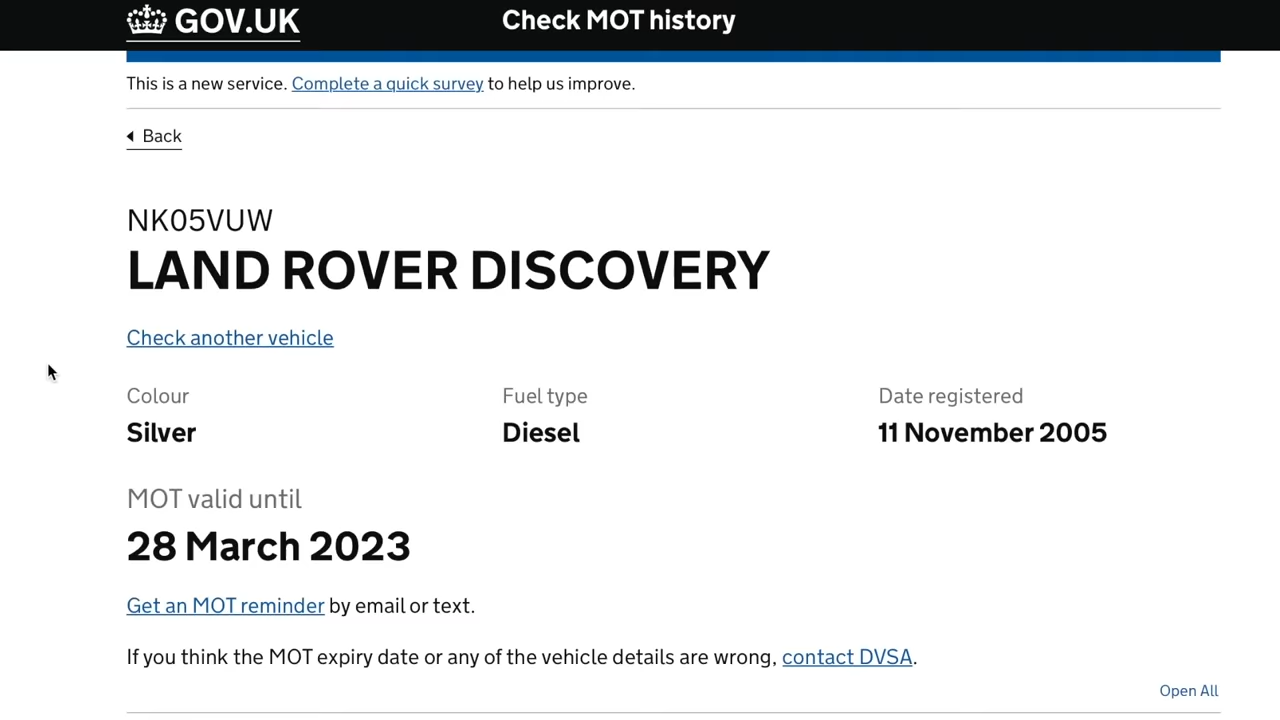 GOV.UK
Check MOT history
This is a new service. Complete a quick survey to help us improve.
Back
NK05VUW
LAND ROVER DISCOVERY
Check another vehicle
Colour
Silver
Fuel type
Diesel
Date registered
11 November 2005
MOT valid until
28 March 2023
Get an MOT reminder by email or text.
If you think the MOT expiry date or any of the vehicle details are wrong, contact DVSA.
Open All